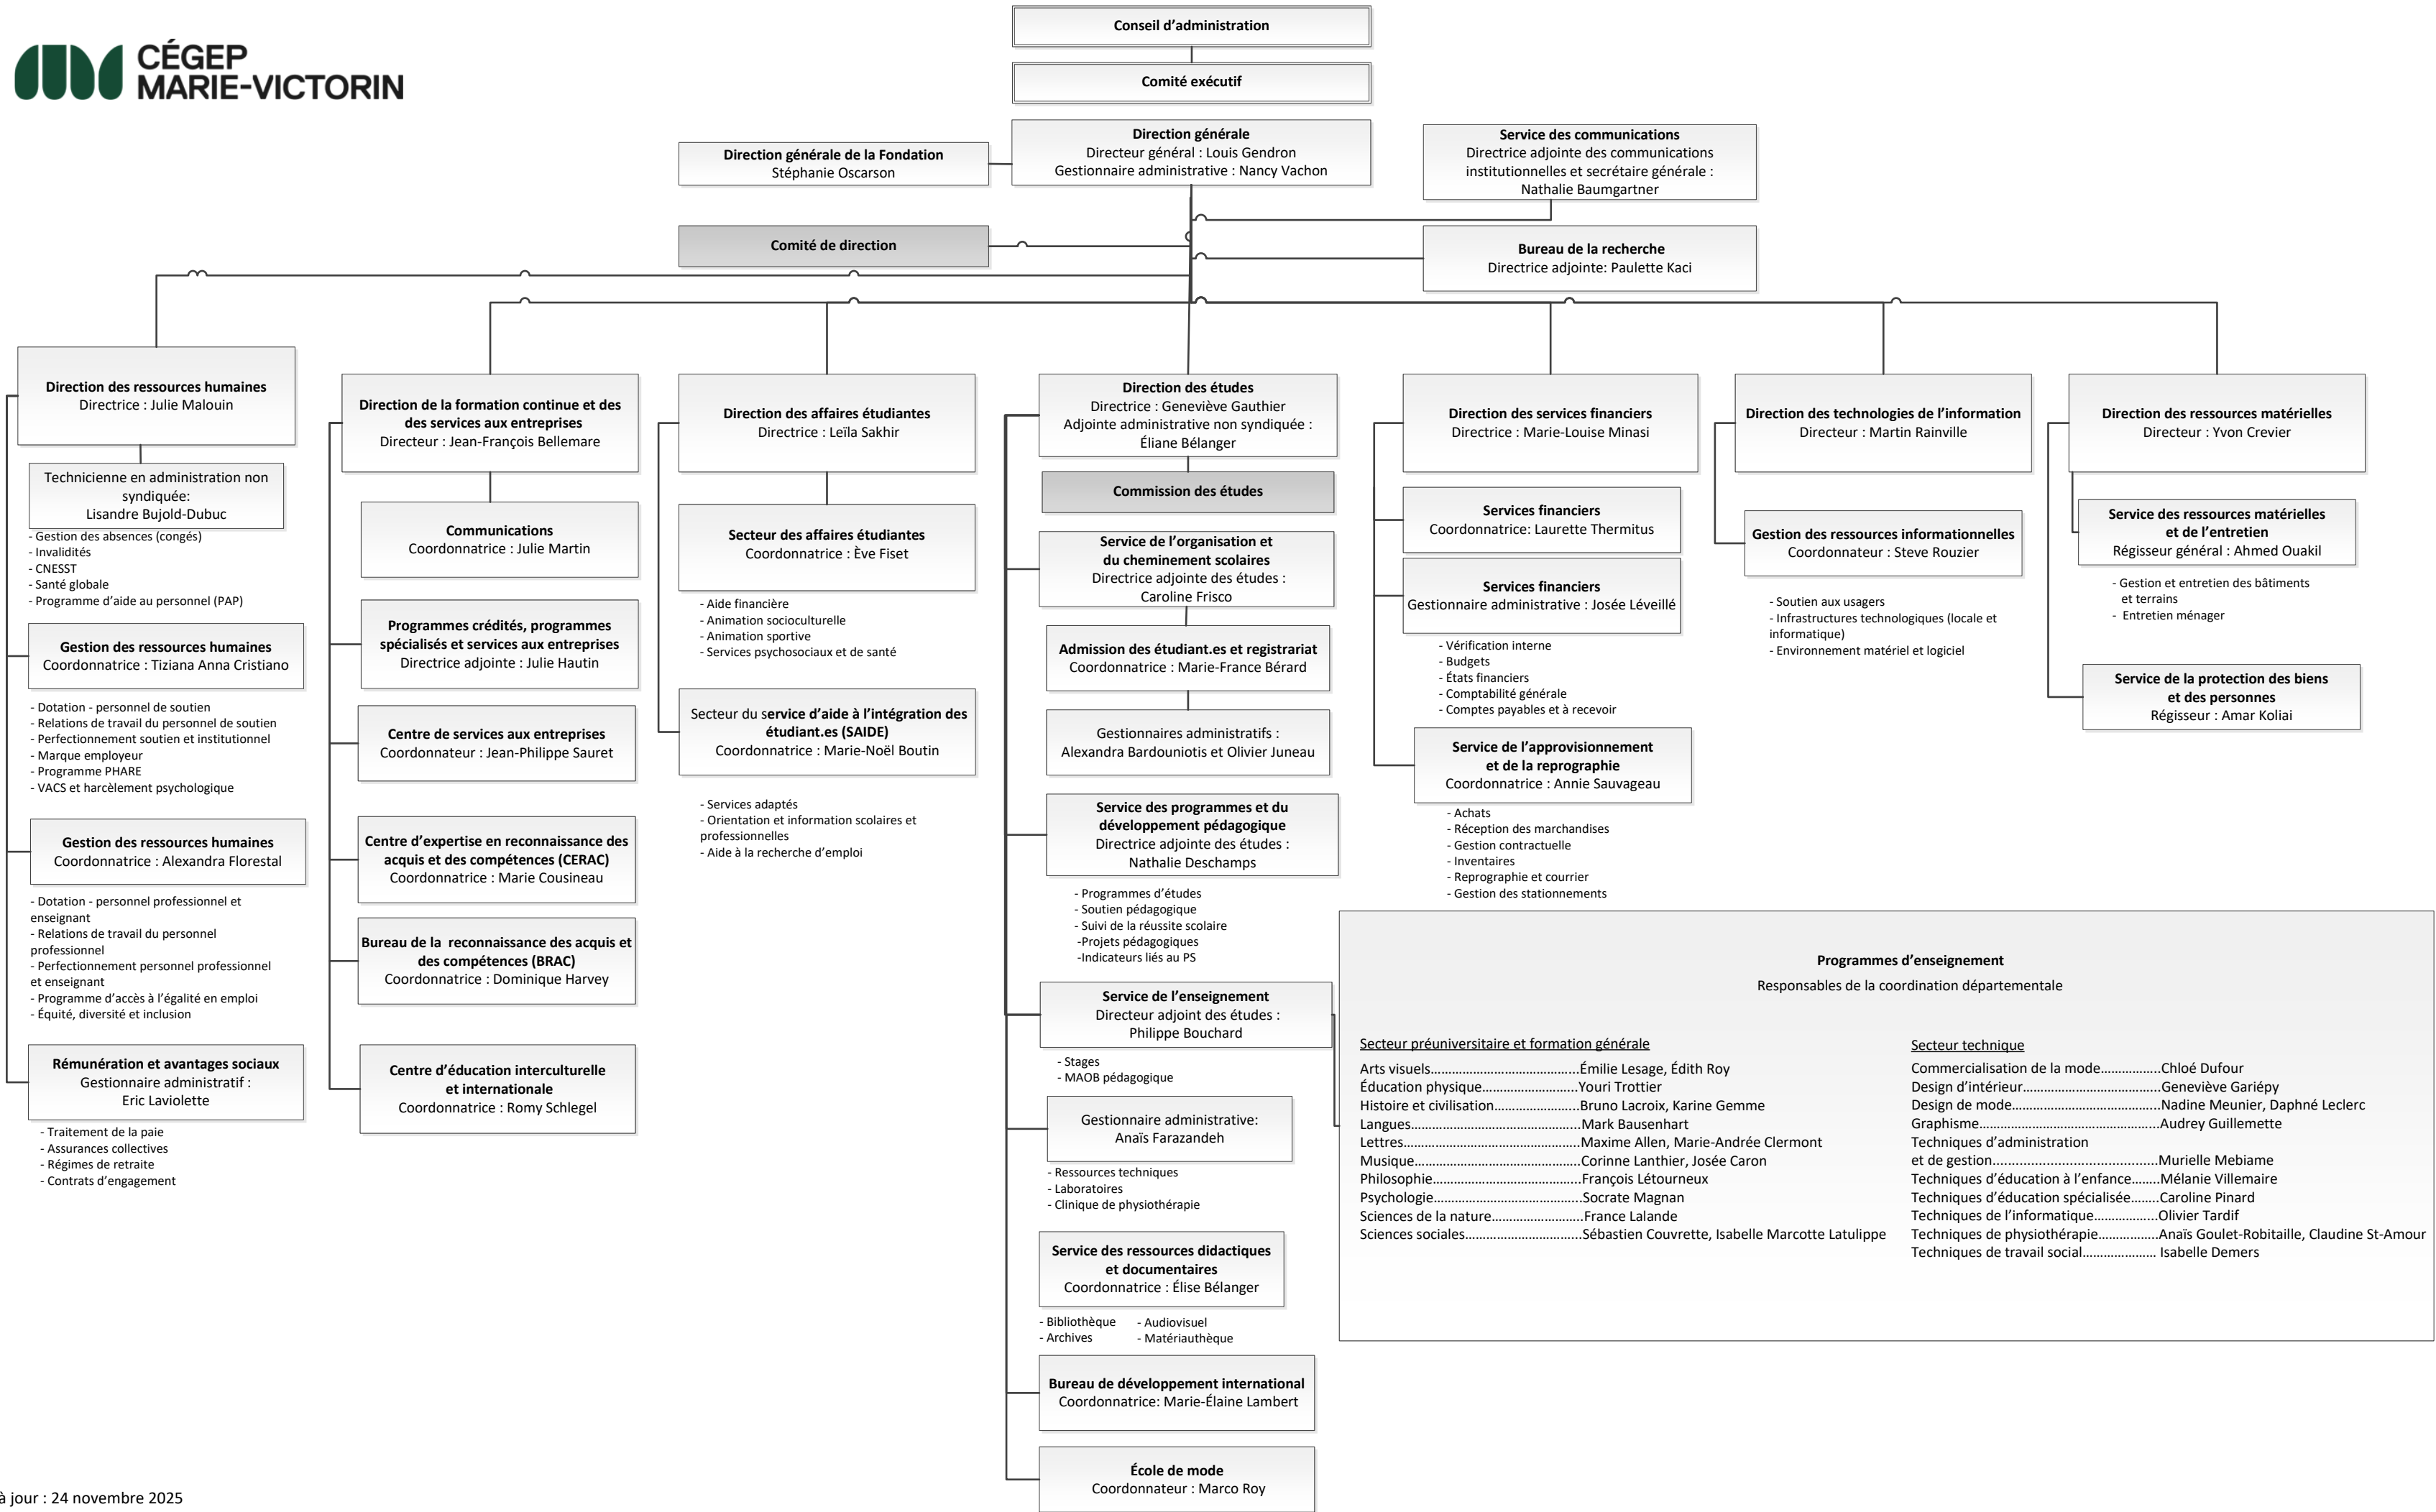 CÉGEP
MARIE-VICTORIN
Conseil d’administration
Comité exécutif
Direction générale
Directeur général : Louis Gendron
Gestionnaire administrative : Nancy Vachon
Direction générale de la Fondation
Stéphanie Oscarson
Service des communications
Directrice adjointe des communications
institutionnelles et secrétaire générale :
Nathalie Baumgartner
Comité de direction
Bureau de la recherche
Directrice adjointe: Paulette Kaci
Direction des ressources humaines
Directrice : Julie Malouin
Technicienne en administration non
syndiquée:
Lisandre Bujold-Dubuc
- Gestion des absences (congés)
- Invalidités
- CNESST
- Santé globale
- Programme d’aide au personnel (PAP)
Gestion des ressources humaines
Coordonnatrice : Tiziana Anna Cristiano
- Dotation - personnel de soutien
- Relations de travail du personnel de soutien
- Perfectionnement soutien et institutionnel
- Marque employeur
- Programme PHARE
- VACS et harcèlement psychologique
Gestion des ressources humaines
Coordonnatrice : Alexandra Florestal
- Dotation - personnel professionnel et
enseignant
- Relations de travail du personnel
professionnel
- Perfectionnement personnel professionnel
et enseignant
- Programme d’accès à l’égalité en emploi
- Équité, diversité et inclusion
Rémunération et avantages sociaux
Gestionnaire administratif :
Eric Laviolette
- Traitement de la paie
- Assurances collectives
- Régimes de retraite
- Contrats d’engagement
Direction de la formation continue et des
services aux entreprises
Directeur : Jean-François Bellemare
Communications
Coordonnatrice : Julie Martin
Programmes crédités, programmes
spécialisés et services aux entreprises
Directrice adjointe : Julie Hautin
Centre de services aux entreprises
Coordonnateur : Jean-Philippe Sauret
Centre d’expertise en reconnaissance des
acquis et des compétences (CERAC)
Coordonnatrice : Marie Cousineau
Bureau de la reconnaissance des acquis et
des compétences (BRAC)
Coordonnatrice : Dominique Harvey
Centre d’éducation interculturelle
et internationale
Coordonnatrice : Romy Schlegel
Direction des affaires étudiantes
Directrice : Leïla Sakhir
Secteur des affaires étudiantes
Coordonnatrice : Ève Fiset
- Aide financière
- Animation socioculturelle
- Animation sportive
- Services psychosociaux et de santé
Secteur du service d’aide à l’intégration des
étudiant.es (SAIDE)
Coordonnatrice : Marie-Noël Boutin
- Services adaptés
- Orientation et information scolaires et
professionnelles
- Aide à la recherche d’emploi
Direction des études
Directrice : Geneviève Gauthier
Adjointe administrative non syndiquée :
Éliane Bélanger
Commission des études
Service de l’organisation et
du cheminement scolaires
Directrice adjointe des études :
Caroline Frisco
Admission des étudiant.es et registrariat
Coordonnatrice : Marie-France Bérard
Gestionnaires administratifs :
Alexandra Bardouniotis et Olivier Juneau
Service des programmes et du
développement pédagogique
Directrice adjointe des études :
Nathalie Deschamps
- Programmes d’études
- Soutien pédagogique
- Suivi de la réussite scolaire
-Projets pédagogiques
-Indicateurs liés au PS
Service de l’enseignement
Directeur adjoint des études :
Philippe Bouchard
- Stages
- MAOB pédagogique
Gestionnaire administrative:
Anaïs Farazandeh
- Ressources techniques
- Laboratoires
- Clinique de physiothérapie
Service des ressources didactiques
et documentaires
Coordonnatrice : Élise Bélanger
- Bibliothèque - Audiovisuel
- Archives - Matériauthèque
Bureau de développement international
Coordonnatrice: Marie-Élaine Lambert
École de mode
Coordonnateur : Marco Roy
Direction des services financiers
Directrice : Marie-Louise Minasi
Services financiers
Coordonnatrice: Laurette Thermitus
Services financiers
Gestionnaire administrative : Josée Léveillé
- Vérification interne
- Budgets
- États financiers
- Comptabilité générale
- Comptes payables et à recevoir
Service de l’approvisionnement
et de la reprographie
Coordonnatrice : Annie Sauvageau
- Achats
- Réception des marchandises
- Gestion contractuelle
- Inventaires
- Reprographie et courrier
- Gestion des stationnements
Direction des technologies de l’information
Directeur : Martin Rainville
Gestion des ressources informationnelles
Coordonnateur : Steve Rouzier
- Soutien aux usagers
- Infrastructures technologiques (locale et
informatique)
- Environnement matériel et logiciel
Direction des ressources matérielles
Directeur : Yvon Crevier
Service des ressources matérielles
et de l’entretien
Régisseur général : Ahmed Ouakil
- Gestion et entretien des bâtiments
et terrains
- Entretien ménager
Service de la protection des biens
et des personnes
Régisseur : Amar Koliai
Programmes d’enseignement
Responsables de la coordination départementale
Secteur préuniversitaire et formation générale
Arts visuels.....Émilie Lesage, Édith Roy
Éducation physique.....Youri Trottier
Histoire et civilisation.....Bruno Lacroix, Karine Gemme
Langues.....Mark Bausenhart
Lettres.....Maxime Allen, Marie-Andrée Clermont
Musique.....Corinne Lanthier, Josée Caron
Philosophie.....François Létourneux
Psychologie.....Socrate Magnan
Sciences de la nature.....France Lalande
Sciences sociales.....Sébastien Couvrette, Isabelle Marcotte Latulippe
Secteur technique
Commercialisation de la mode.....Chloé Dufour
Design d’intérieur.....Geneviève Gariépy
Design de mode.....Nadine Meunier, Daphné Leclerc
Graphisme.....Audrey Guillemette
Techniques d’administration
et de gestion.....Murielle Mebiame
Techniques d’éducation à l’enfance.....Mélanie Villemaire
Techniques d’éducation spécialisée.....Caroline Pinard
Techniques de l’informatique.....Olivier Tardif
Techniques de physiothérapie.....Anaïs Goulet-Robitaille, Claudine St-Amour
Techniques de travail social..... Isabelle Demers
à jour : 24 novembre 2025